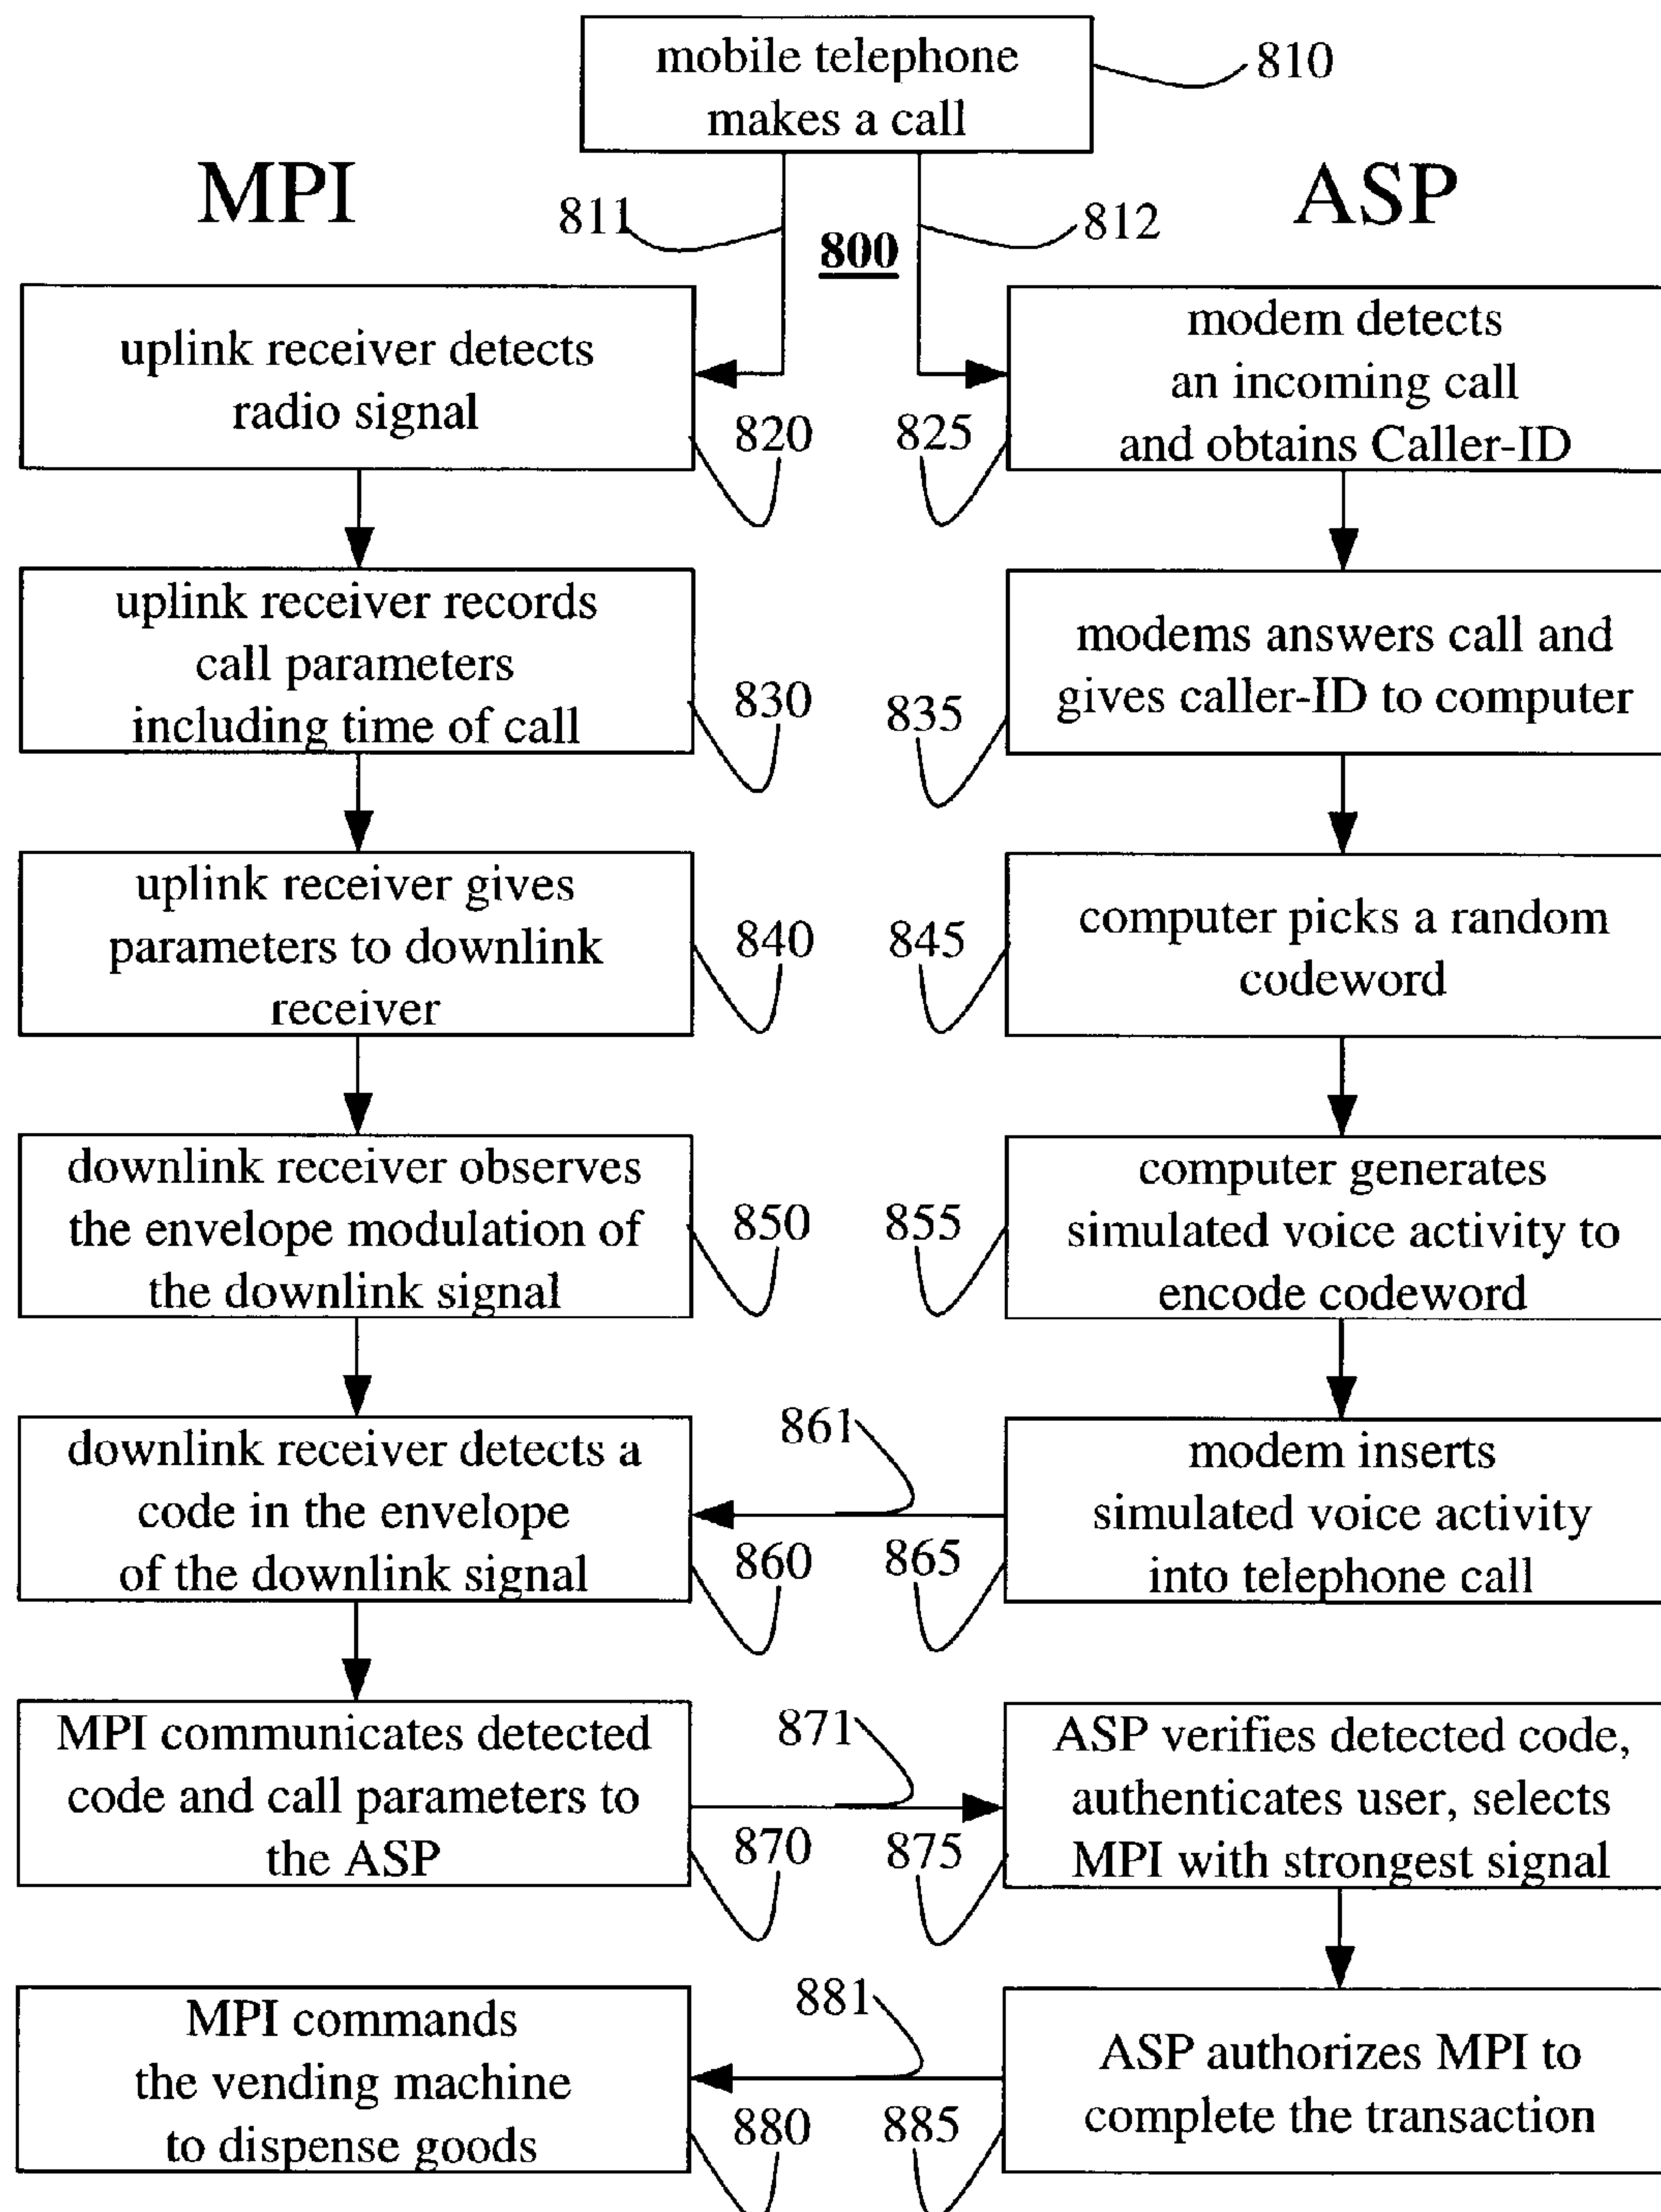 mobile telephone
makes a call
810
MPI
ASP
811
812
800
uplink receiver detects
radio signal
820
modem detects
an incoming call
and obtains Caller-ID
825
uplink receiver records
call parameters
including time of call
830
modems answers call and
gives caller-ID to computer
835
uplink receiver gives
parameters to downlink
receiver
840
computer picks a random
codeword
845
downlink receiver observes
the envelope modulation of
the downlink signal
850
computer generates
simulated voice activity to
encode codeword
855
downlink receiver detects a
code in the envelope
of the downlink signal
860
861
modem inserts
simulated voice activity
into telephone call
865
MPI communicates detected
code and call parameters to
the ASP
870
871
ASP verifies detected code,
authenticates user, selects
MPI with strongest signal
875
MPI commands
the vending machine
to dispense goods
880
881
ASP authorizes MPI to
complete the transaction
885